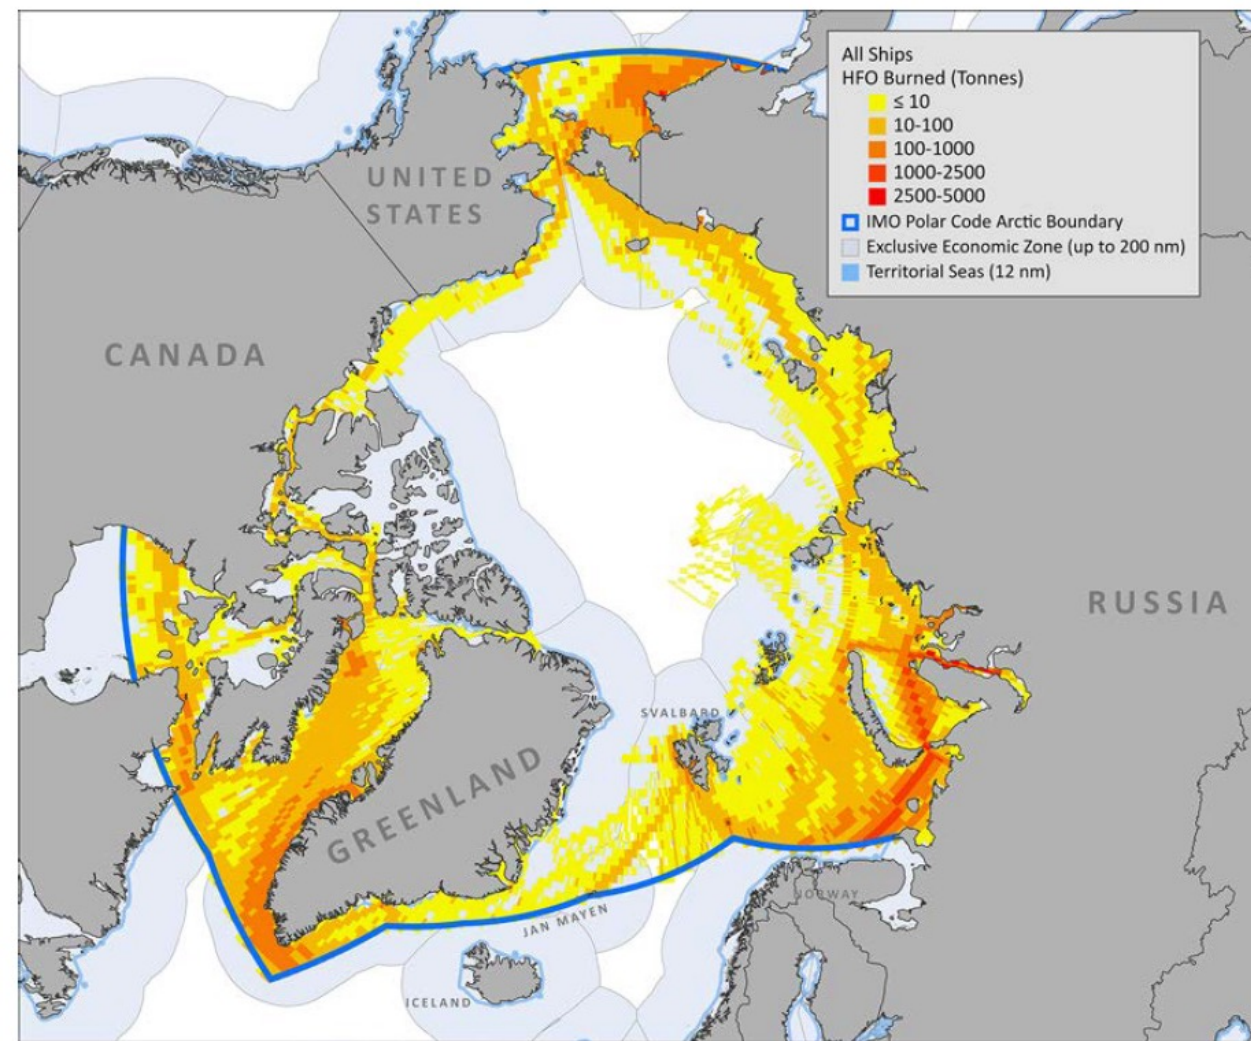 All Ships
HFO Burned (Tonnes)
≤ 10
10-100
100-1000
1000-2500
2500-5000
IMO Polar Code Arctic Boundary
Exclusive Economic Zone (up to 200 nm)
Territorial Seas (12 nm)
UNITED
STATES
CANADA
RUSSIA
SVALBARD
GREENLAND
NORWAY
JAN MAYEN
ICELAND